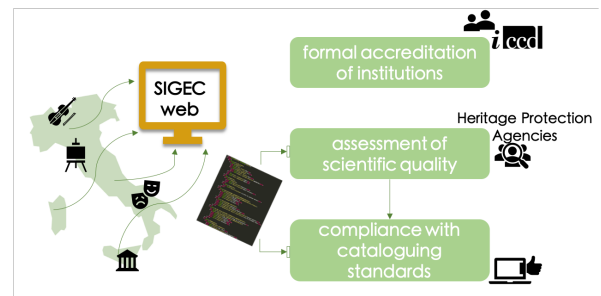 SIGEC
web
formal accreditation
of institutions
iccd
Heritage Protection
Agencies
assessment of
scientific quality
compliance with
cataloguing
standards